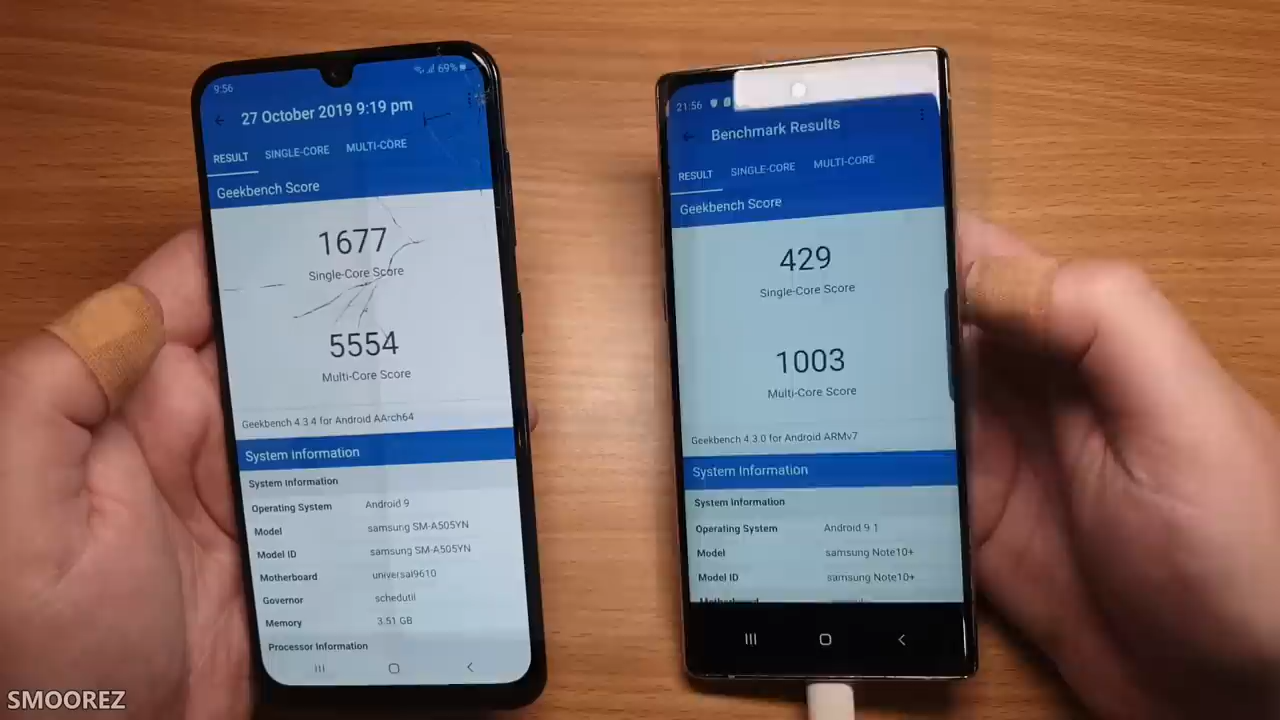 9:56
69%
27 October 2019 9:19 pm
RESULT SINGLE-CORE MULTI-CORE
Geekbench Score
1677
Single-Core Score
5554
Multi-Core Score
Geekbench 4.3.4 for Android AArch64
System Information
System Information
Operating System Android 9
Model samsung SM-A505YN
Model ID samsung SM-A505YN
Motherboard universal9610
Governor schedutil
Memory 3.51 GB
Processor Information
21:56
Benchmark Results
RESULT SINGLE-CORE MULTI-CORE
Geekbench Score
429
Single-Core Score
1003
Multi-Core Score
Geekbench 4.3.0 for Android ARMv7
System Information
System Information
Operating System Android 9.1
Model samsung Note10+
Model ID samsung Note10+
Motherboard
SMOOREZ